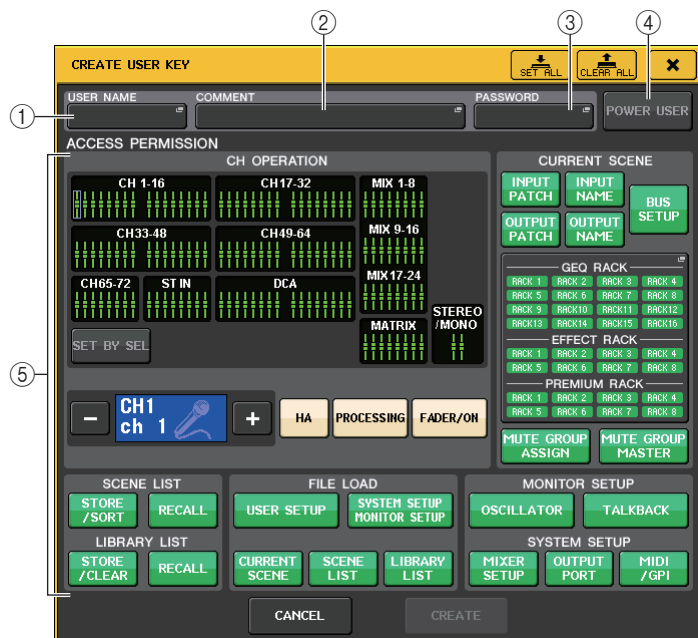 ② ③ ④
CREATE USER KEY
SET ALL
CLEAR ALL
①
USER NAME
COMMENT
PASSWORD
POWER USER
ACCESS PERMISSION
CH OPERATION
CH 1-16
CH17-32
MIX 1-8
CH33-48
CH49-64
MIX 9-16
CH65-72
ST IN
DCA
MIX17-24
STEREO
/MONO
MATRIX
SET BY SEL
⑤
−
CH1
ch 1
+
HA
PROCESSING
FADER/ON
CURRENT SCENE
INPUT
PATCH
INPUT
NAME
BUS
SETUP
OUTPUT
PATCH
OUTPUT
NAME
GEQ RACK
RACK 1 RACK 2 RACK 3 RACK 4
RACK 5 RACK 6 RACK 7 RACK 8
RACK 9 RACK10 RACK11 RACK12
RACK13 RACK14 RACK15 RACK16
EFFECT RACK
RACK 1 RACK 2 RACK 3 RACK 4
RACK 5 RACK 6 RACK 7 RACK 8
PREMIUM RACK
RACK 1 RACK 2 RACK 3 RACK 4
RACK 5 RACK 6 RACK 7 RACK 8
MUTE GROUP
ASSIGN
MUTE GROUP
MASTER
SCENE LIST
STORE
/SORT
RECALL
LIBRARY LIST
STORE
/CLEAR
RECALL
FILE LOAD
USER SETUP
SYSTEM SETUP
MONITOR SETUP
CURRENT
SCENE
SCENE
LIST
LIBRARY
LIST
MONITOR SETUP
OSCILLATOR
TALKBACK
SYSTEM SETUP
MIXER
SETUP
OUTPUT
PORT
MIDI
/GPI
CANCEL
CREATE